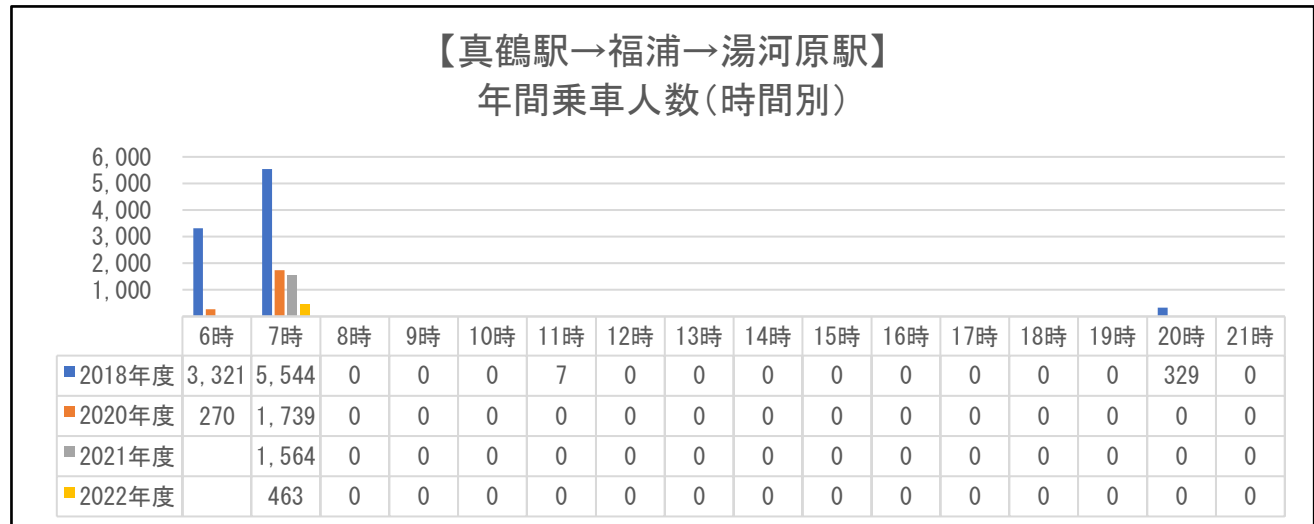 【真鶴駅→福浦→湯河原駅】
年間乗車人数(時間別)
6,000
5,000
4,000
3,000
2,000
1,000
6時 7時 8時 9時 10時 11時 12時 13時 14時 15時 16時 17時 18時 19時 20時 21時
2018年度 3,321 5,544 0 0 0 7 0 0 0 0 0 0 0 0 329 0
2020年度 270 1,739 0 0 0 0 0 0 0 0 0 0 0 0 0 0
2021年度 1,564 0 0 0 0 0 0 0 0 0 0 0 0 0 0
2022年度 463 0 0 0 0 0 0 0 0 0 0 0 0 0 0